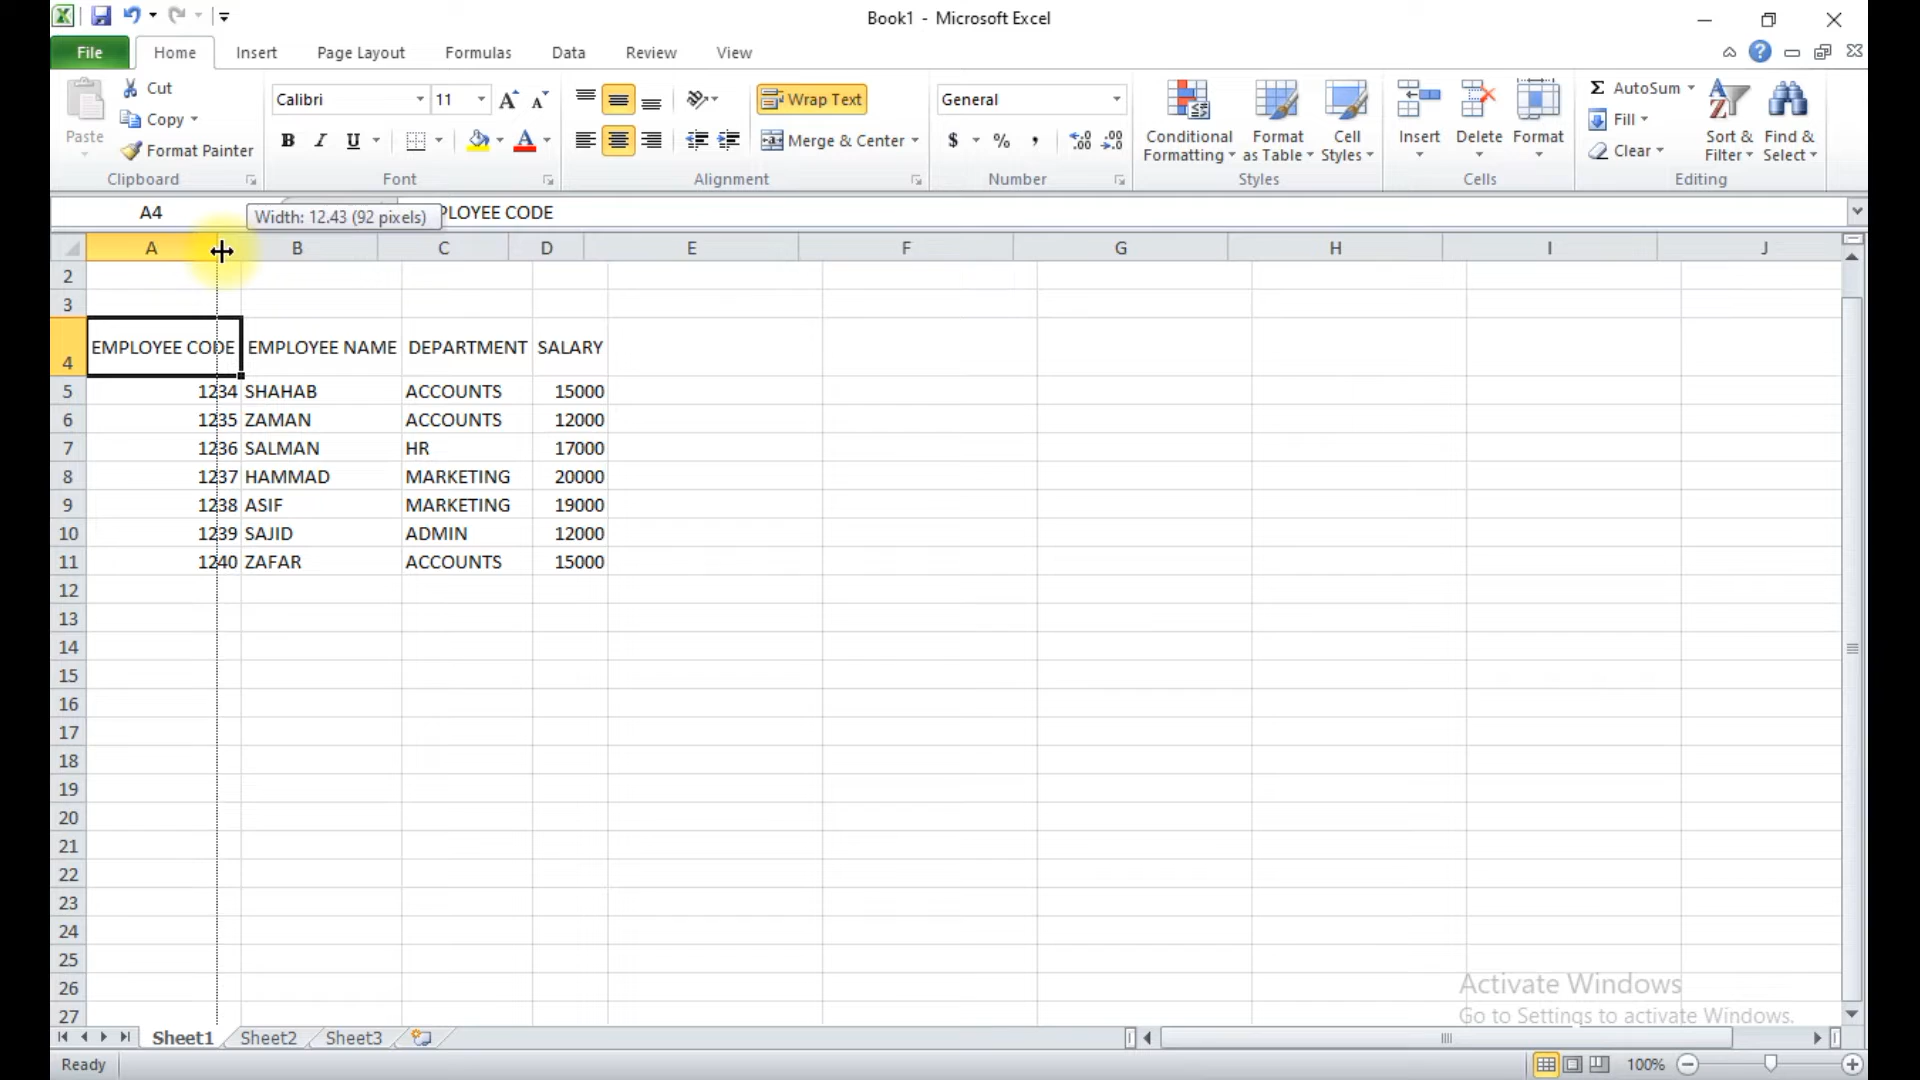 Book1 - Microsoft Excel
File Home Insert Page Layout Formulas Data Review View
Paste
Cut
Copy
Format Painter
Clipboard
Calibri 11
B I U
Font
Wrap Text
Merge & Center
Alignment
General
$ % ,
Number
Conditional Formatting
Format as Table
Cell Styles
Styles
Insert Delete Format
Cells
Σ AutoSum
Fill
Clear
Sort & Filter
Find & Select
Editing
A4
Width: 12.43 (92 pixels)
PLOYEE CODE
A B C D E F G H I J
2
3
4 EMPLOYEE CODE EMPLOYEE NAME DEPARTMENT SALARY
5 1234 SHAHAB ACCOUNTS 15000
6 1235 ZAMAN ACCOUNTS 12000
7 1236 SALMAN HR 17000
8 1237 HAMMAD MARKETING 20000
9 1238 ASIF MARKETING 19000
10 1239 SAJID ADMIN 12000
11 1240 ZAFAR ACCOUNTS 15000
12
13
14
15
16
17
18
19
20
21
22
23
24
25
26
27
Activate Windows
Go to Settings to activate Windows.
Sheet1 Sheet2 Sheet3
Ready
100%